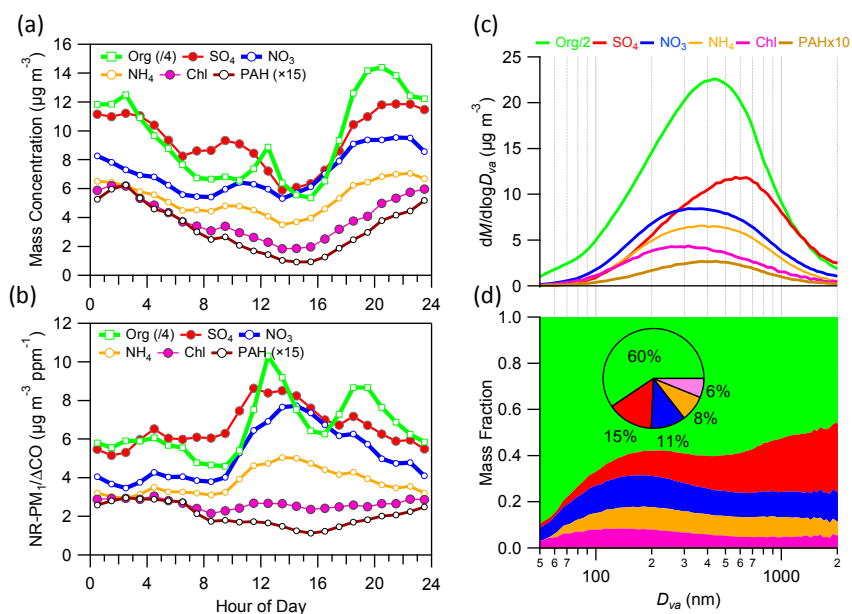 (a)
16
14
12
10
8
6
4
2
0
Mass Concentration (µg m⁻³)
Org (/4) SO₄ NO₃
NH₄ Chl PAH (×15)
0 4 8 12 16 20 24
(b)
12
10
8
6
4
2
0
NR-PM₁/ΔCO (µg m⁻³ ppm⁻¹)
Org (/4) SO₄ NO₃
NH₄ Chl PAH (×15)
0 4 8 12 16 20 24
Hour of Day
(c)
Org/2 SO₄ NO₃ NH₄ Chl PAHx10
25
20
15
10
5
0
dM/dlogDva (µg m⁻³)
(d)
1.0
0.8
0.6
0.4
0.2
0.0
Mass Fraction
60%
6%
8%
15%
11%
5 6 7 100 2 3 4 5 6 7 1000 2
Dva (nm)